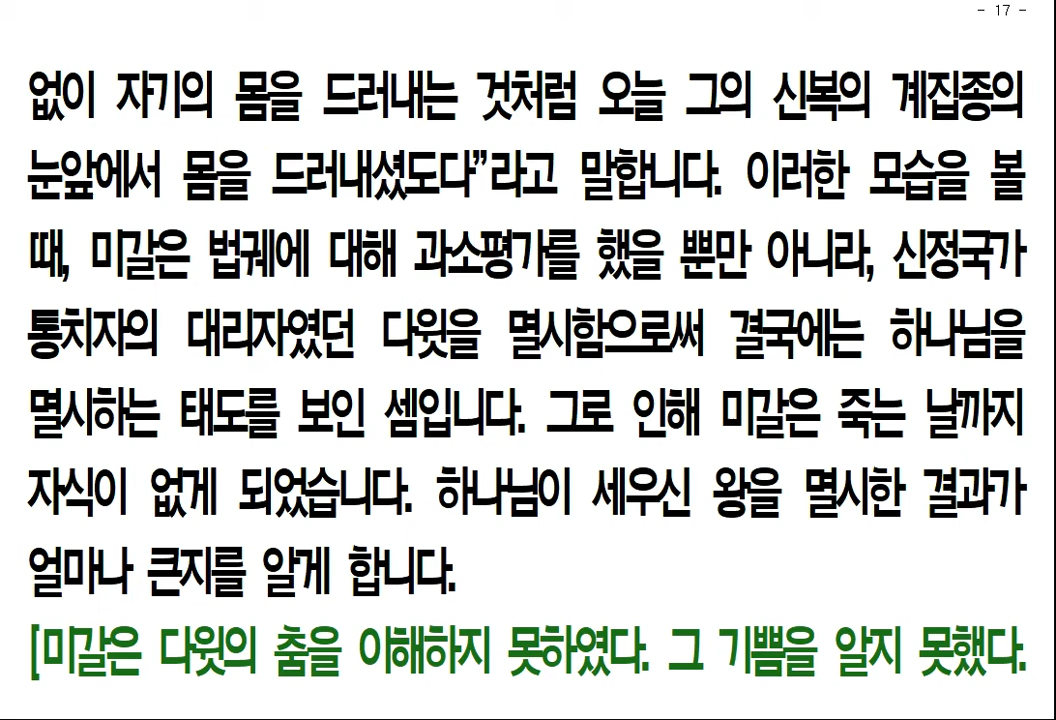 - 17 -
없이 자기의 몸을 드러내는 것처럼 오늘 그의 신복의 계집종의
눈앞에서 몸을 드러내셨도다”라고 말합니다. 이러한 모습을 볼
때, 미갈은 법궤에 대해 과소평가를 했을 뿐만 아니라, 신정국가
통치자의 대리자였던 다윗을 멸시함으로써 결국에는 하나님을
멸시하는 태도를 보인 셈입니다. 그로 인해 미갈은 죽는 날까지
자식이 없게 되었습니다. 하나님이 세우신 왕을 멸시한 결과가
얼마나 큰지를 알게 합니다.
[미갈은 다윗의 춤을 이해하지 못하였다. 그 기쁨을 알지 못했다.